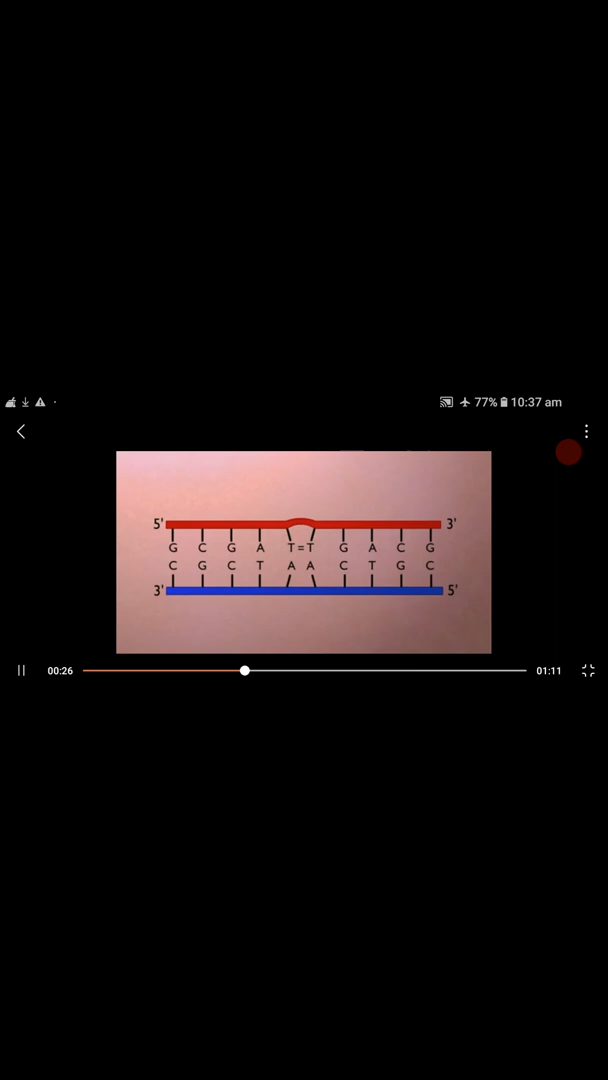 77% 10:37 am
5' 3'
G C G A T=T G A C G
C G C T A A C T G C
3' 5'
00:26 01:11